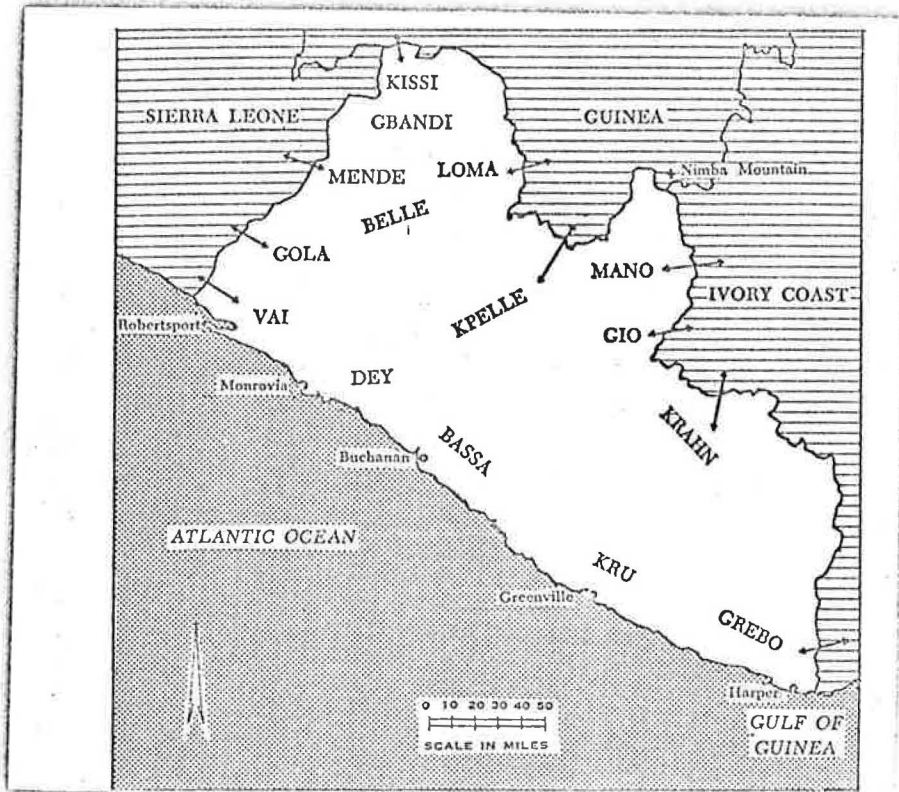 KISSI
SIERRA LEONE
GBANDI
GUINEA
MENDE
LOMA
Nimba Mountain
BELLE
GOLA
MANO
KPELLE
IVORY COAST
VAI
Robertsport
GIO
DEY
Monrovia
KRAHN
BASSA
Buchanan
ATLANTIC OCEAN
KRU
Greenville
GREBO
Harper
0 10 20 30 40 50
SCALE IN MILES
GULF OF
GUINEA